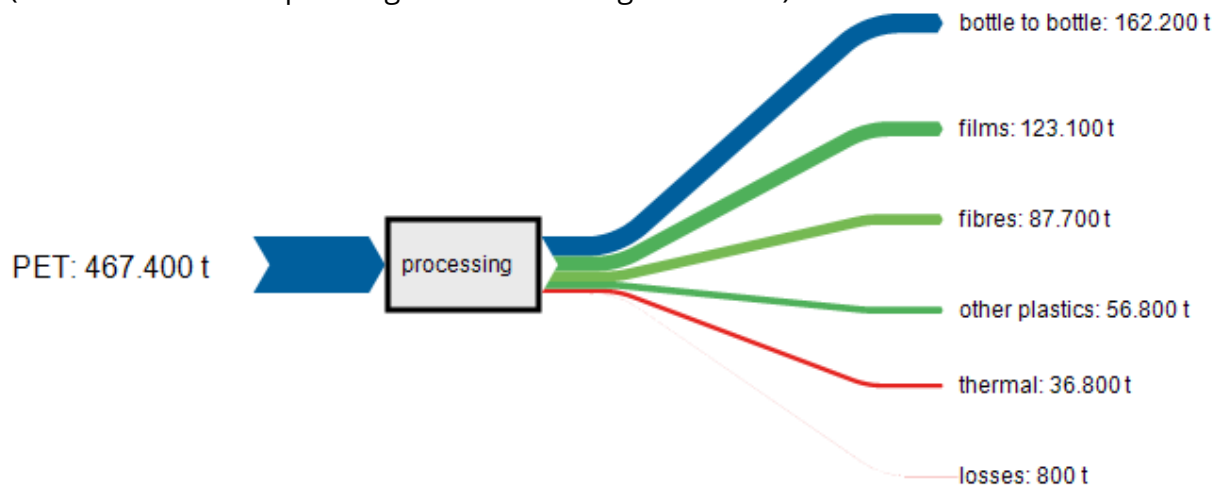 bottle to bottle: 162.200 t
films: 123.100 t
fibres: 87.700 t
PET: 467.400 t
processing
other plastics: 56.800 t
thermal: 36.800 t
losses: 800 t